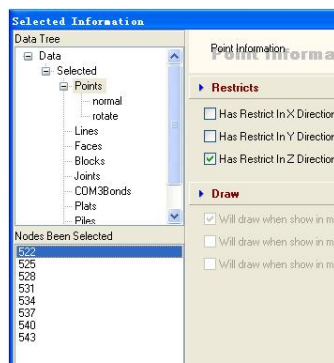 Selected Information
Data Tree
Data
Selected
Points
normal
rotate
Lines
Faces
Blocks
Joints
COM3Bonds
Plats
Piles
Nodes Been Selected
522
525
528
531
534
537
540
543
Point Information
Restricts
Has Restrict In X Direction
Has Restrict In Y Direction
Has Restrict In Z Direction
Draw
Will draw when show in m
Will draw when show in m
Will draw when show in m